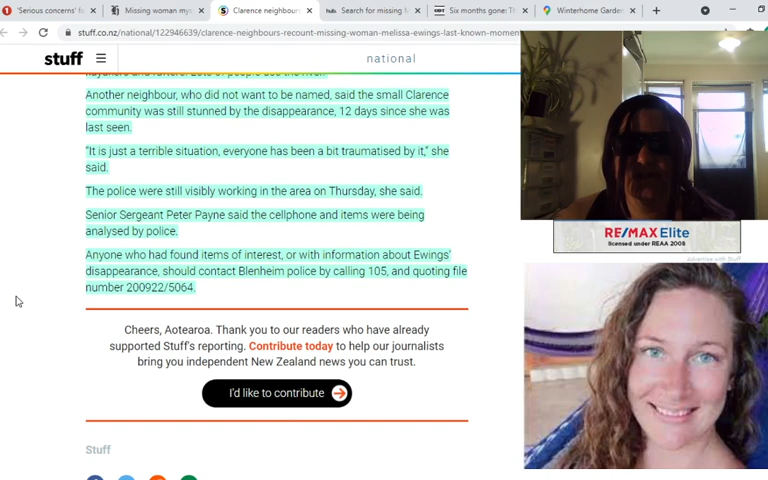 'Serious concerns' fo
Missing woman mys
Clarence neighbour
hub. Search for missing M
ODT Six months gone: Th
Winterhome Garden
stuff.co.nz/national/122946639/clarence-neighbours-recount-missing-woman-melissa-ewings-last-known-momen
stuff
national
Another neighbour, who did not want to be named, said the small Clarence
community was still stunned by the disappearance, 12 days since she was
last seen.
“It is just a terrible situation, everyone has been a bit traumatised by it,” she
said.
The police were still visibly working in the area on Thursday, she said.
Senior Sergeant Peter Payne said the cellphone and items were being
analysed by police.
Anyone who had found items of interest, or with information about Ewings’
disappearance, should contact Blenheim police by calling 105, and quoting file
number 200922/5064.
Cheers, Aotearoa. Thank you to our readers who have already
supported Stuff's reporting. Contribute today to help our journalists
bring you independent New Zealand news you can trust.
I'd like to contribute
Stuff
RE/MAX Elite
licensed under REAA 2008
Advertise with Stuff